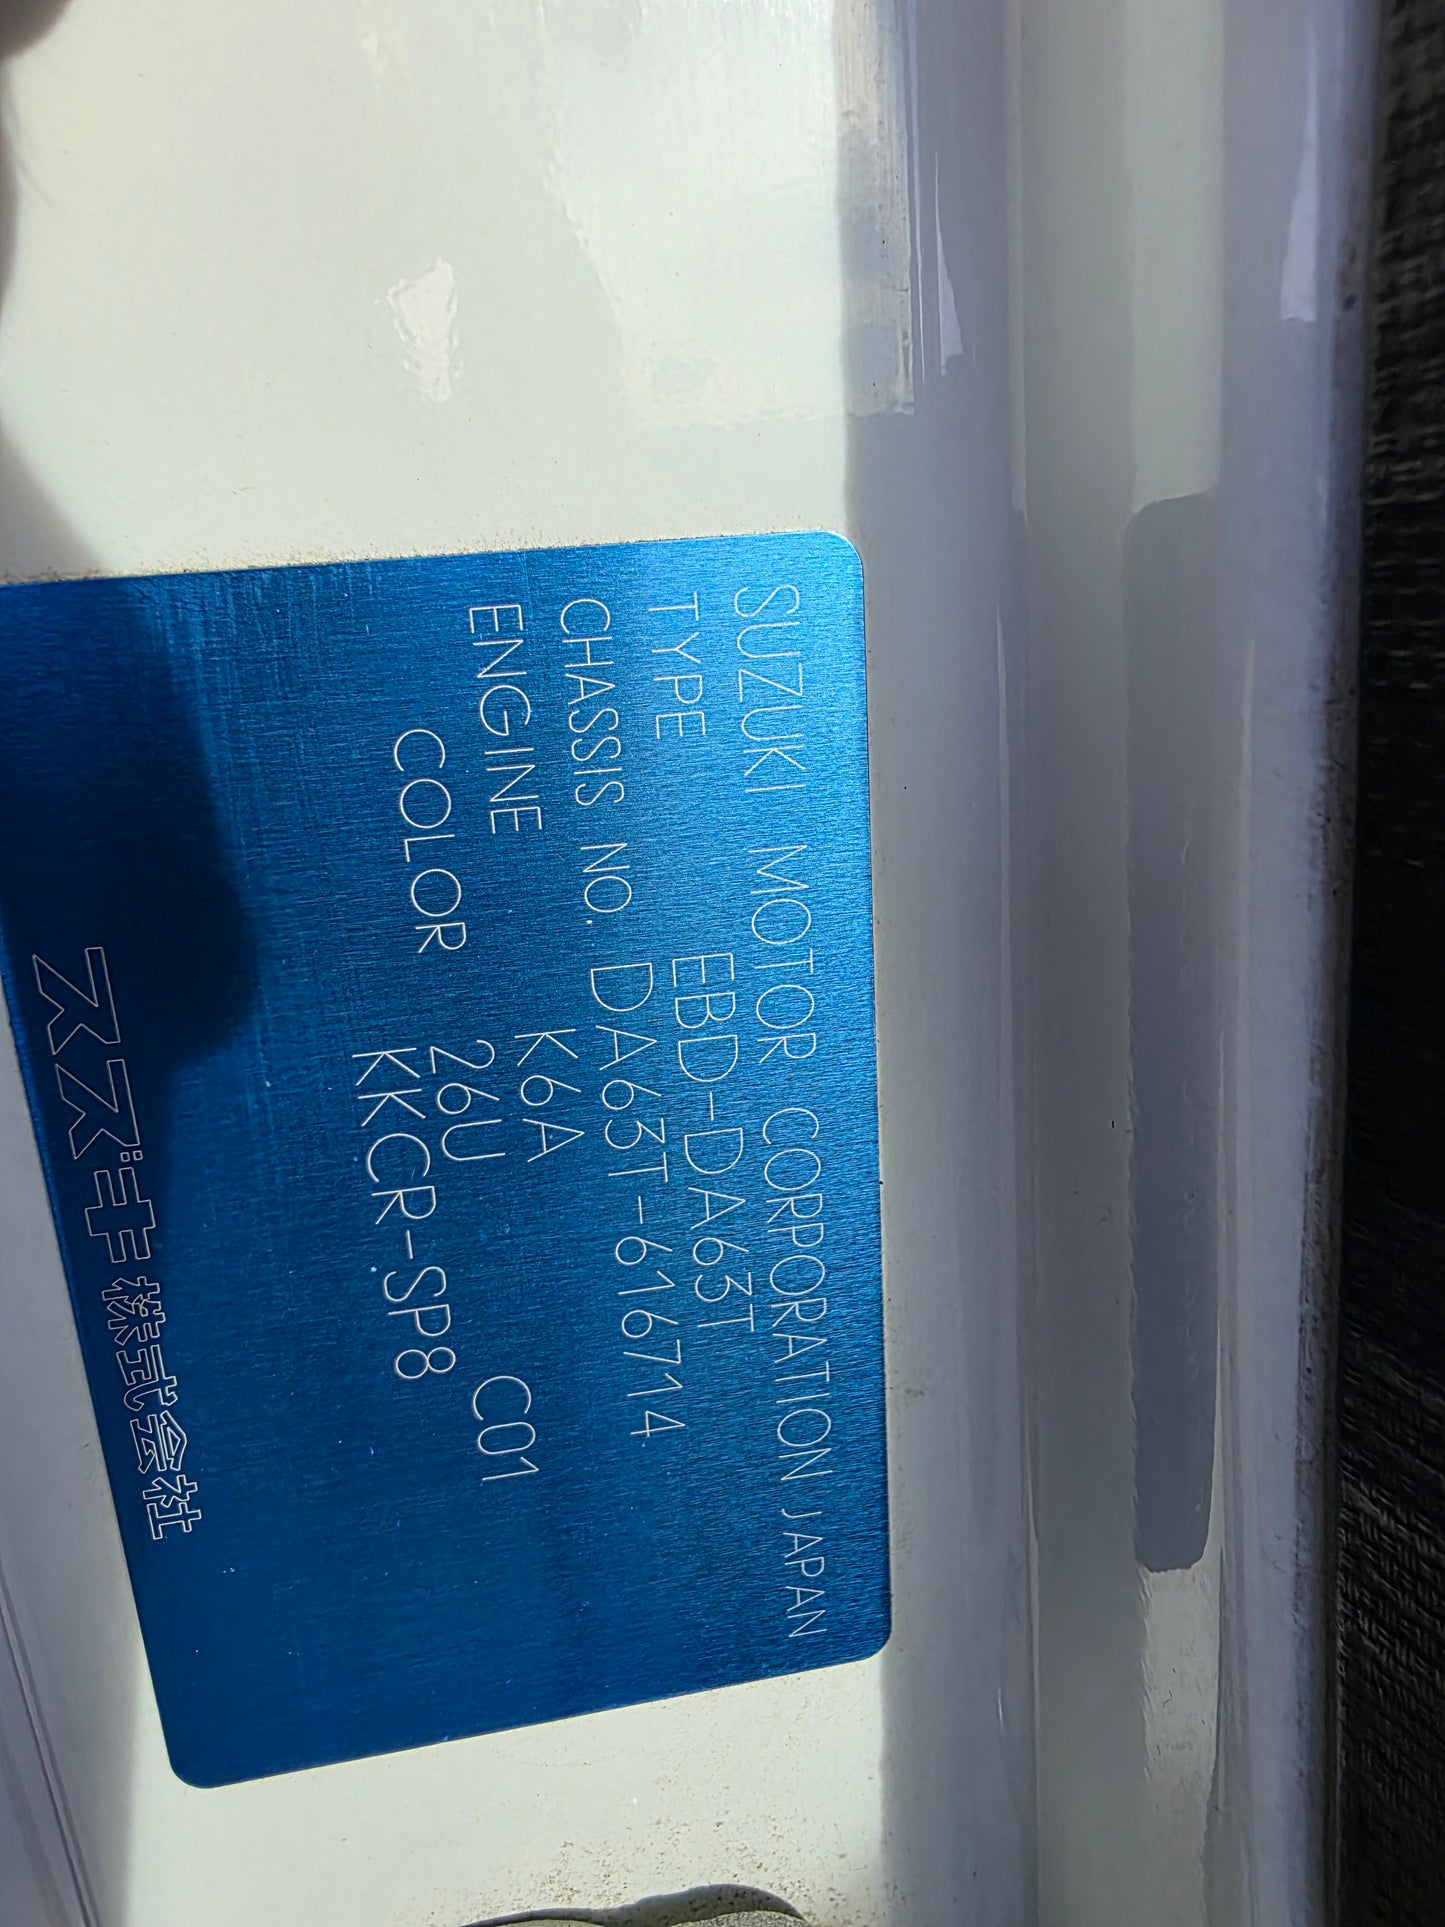 SUZUKI MOTOR CORPORATION JAPAN
TYPE EBD-DA63T
CHASSIS NO. DA63T-616714
ENGINE K6A
COLOR 26U C01
KKCR-SP8
スズキ株式会社